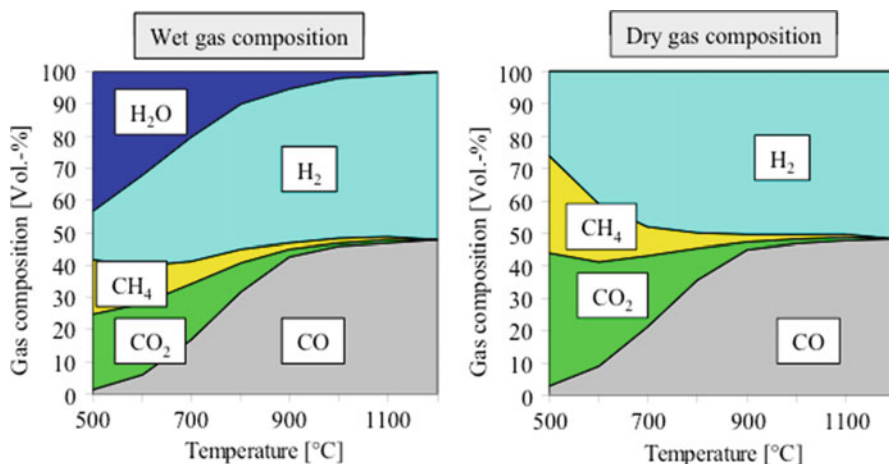 Wet gas composition
100
90
80
70
60
50
40
30
20
10
0
Gas composition [Vol.-%]
H₂O
H₂
CH₄
CO₂
CO
500
700
900
1100
Temperature [°C]
Dry gas composition
100
90
80
70
60
50
40
30
20
10
0
Gas composition [Vol.-%]
H₂
CH₄
CO₂
CO
500
700
900
1100
Temperature [°C]